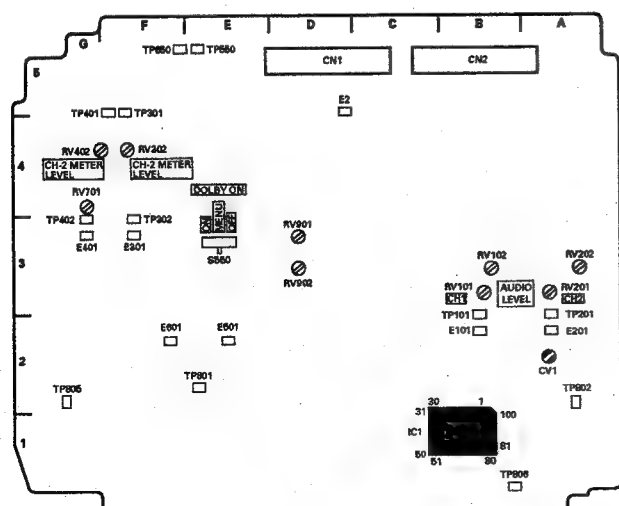 G F E D C B A
TP650 TP550
5 CN1 CN2
TP401 TP301 E2
RV402 RV302
4 CH-2 METER LEVEL CH-2 METER LEVEL
RV701 DOLBY ON
TP402 TP302 ON MENU OFF RV901
E401 E301
S550
3 RV902 RV102 RV202
RV101 AUDIO LEVEL RV201
CH1 CH2
TP101 TP201
E101 E201
E601 E501
2 CV1
TP801
TP805 TP802
30 1
31 100
1 IC1
81
50 51 80
TP806